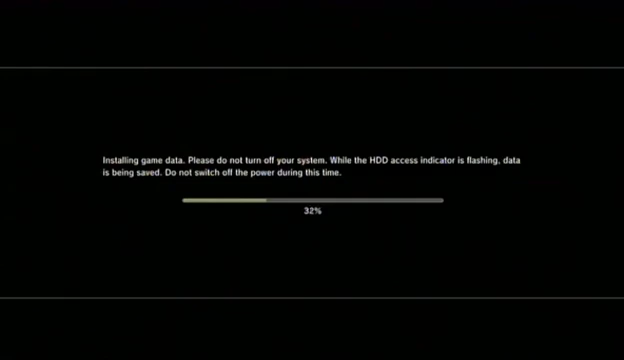 Installing game data. Please do not turn off your system. While the HDD access indicator is flashing, data
is being saved. Do not switch off the power during this time.
32%